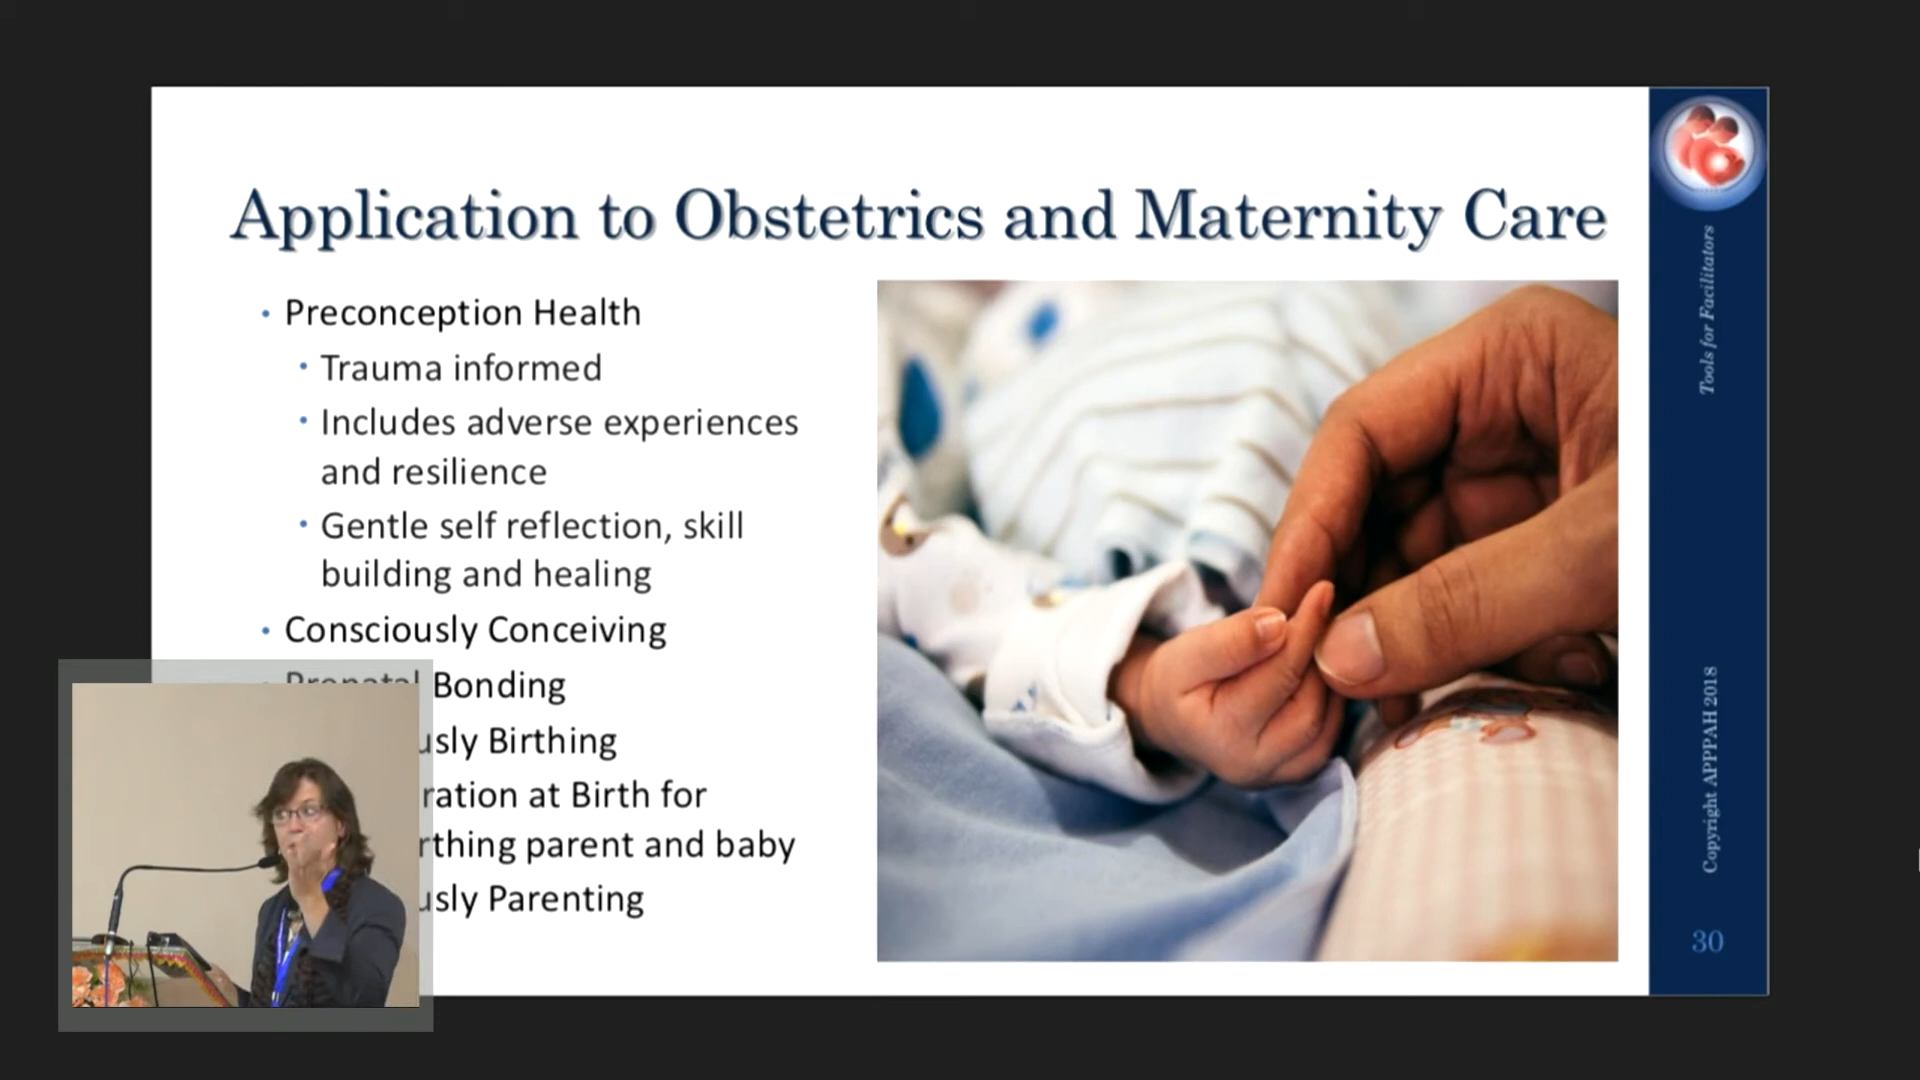 Application to Obstetrics and Maternity Care
• Preconception Health
• Trauma informed
• Includes adverse experiences
and resilience
• Gentle self reflection, skill
building and healing
• Consciously Conceiving
Prenatal Bonding
usly Birthing
ration at Birth for
rthing parent and baby
usly Parenting
Tools for Facilitators
Copyright APPPAH 2018
30